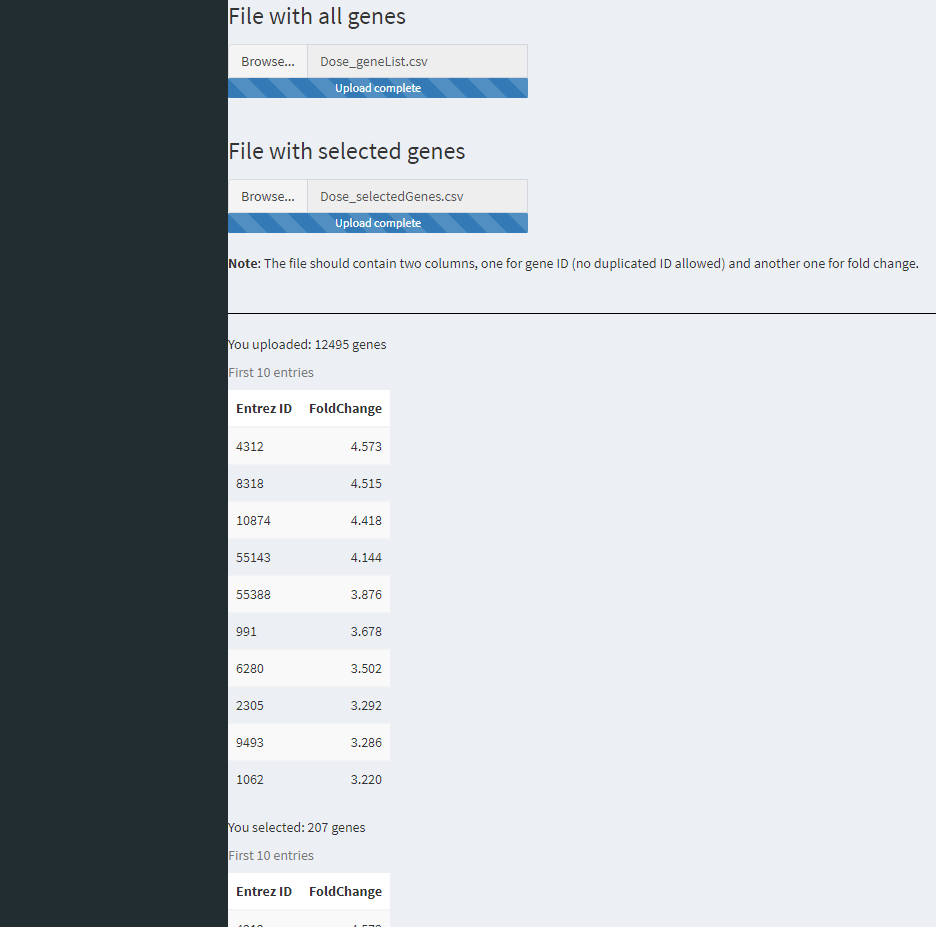 File with all genes
Browse... Dose_geneList.csv
Upload complete
File with selected genes
Browse... Dose_selectedGenes.csv
Upload complete
Note: The file should contain two columns, one for gene ID (no duplicated ID allowed) and another one for fold change.
You uploaded: 12495 genes
First 10 entries
Entrez ID FoldChange
4312 4.573
8318 4.515
10874 4.418
55143 4.144
55388 3.876
991 3.678
6280 3.502
2305 3.292
9493 3.286
1062 3.220
You selected: 207 genes
First 10 entries
Entrez ID FoldChange